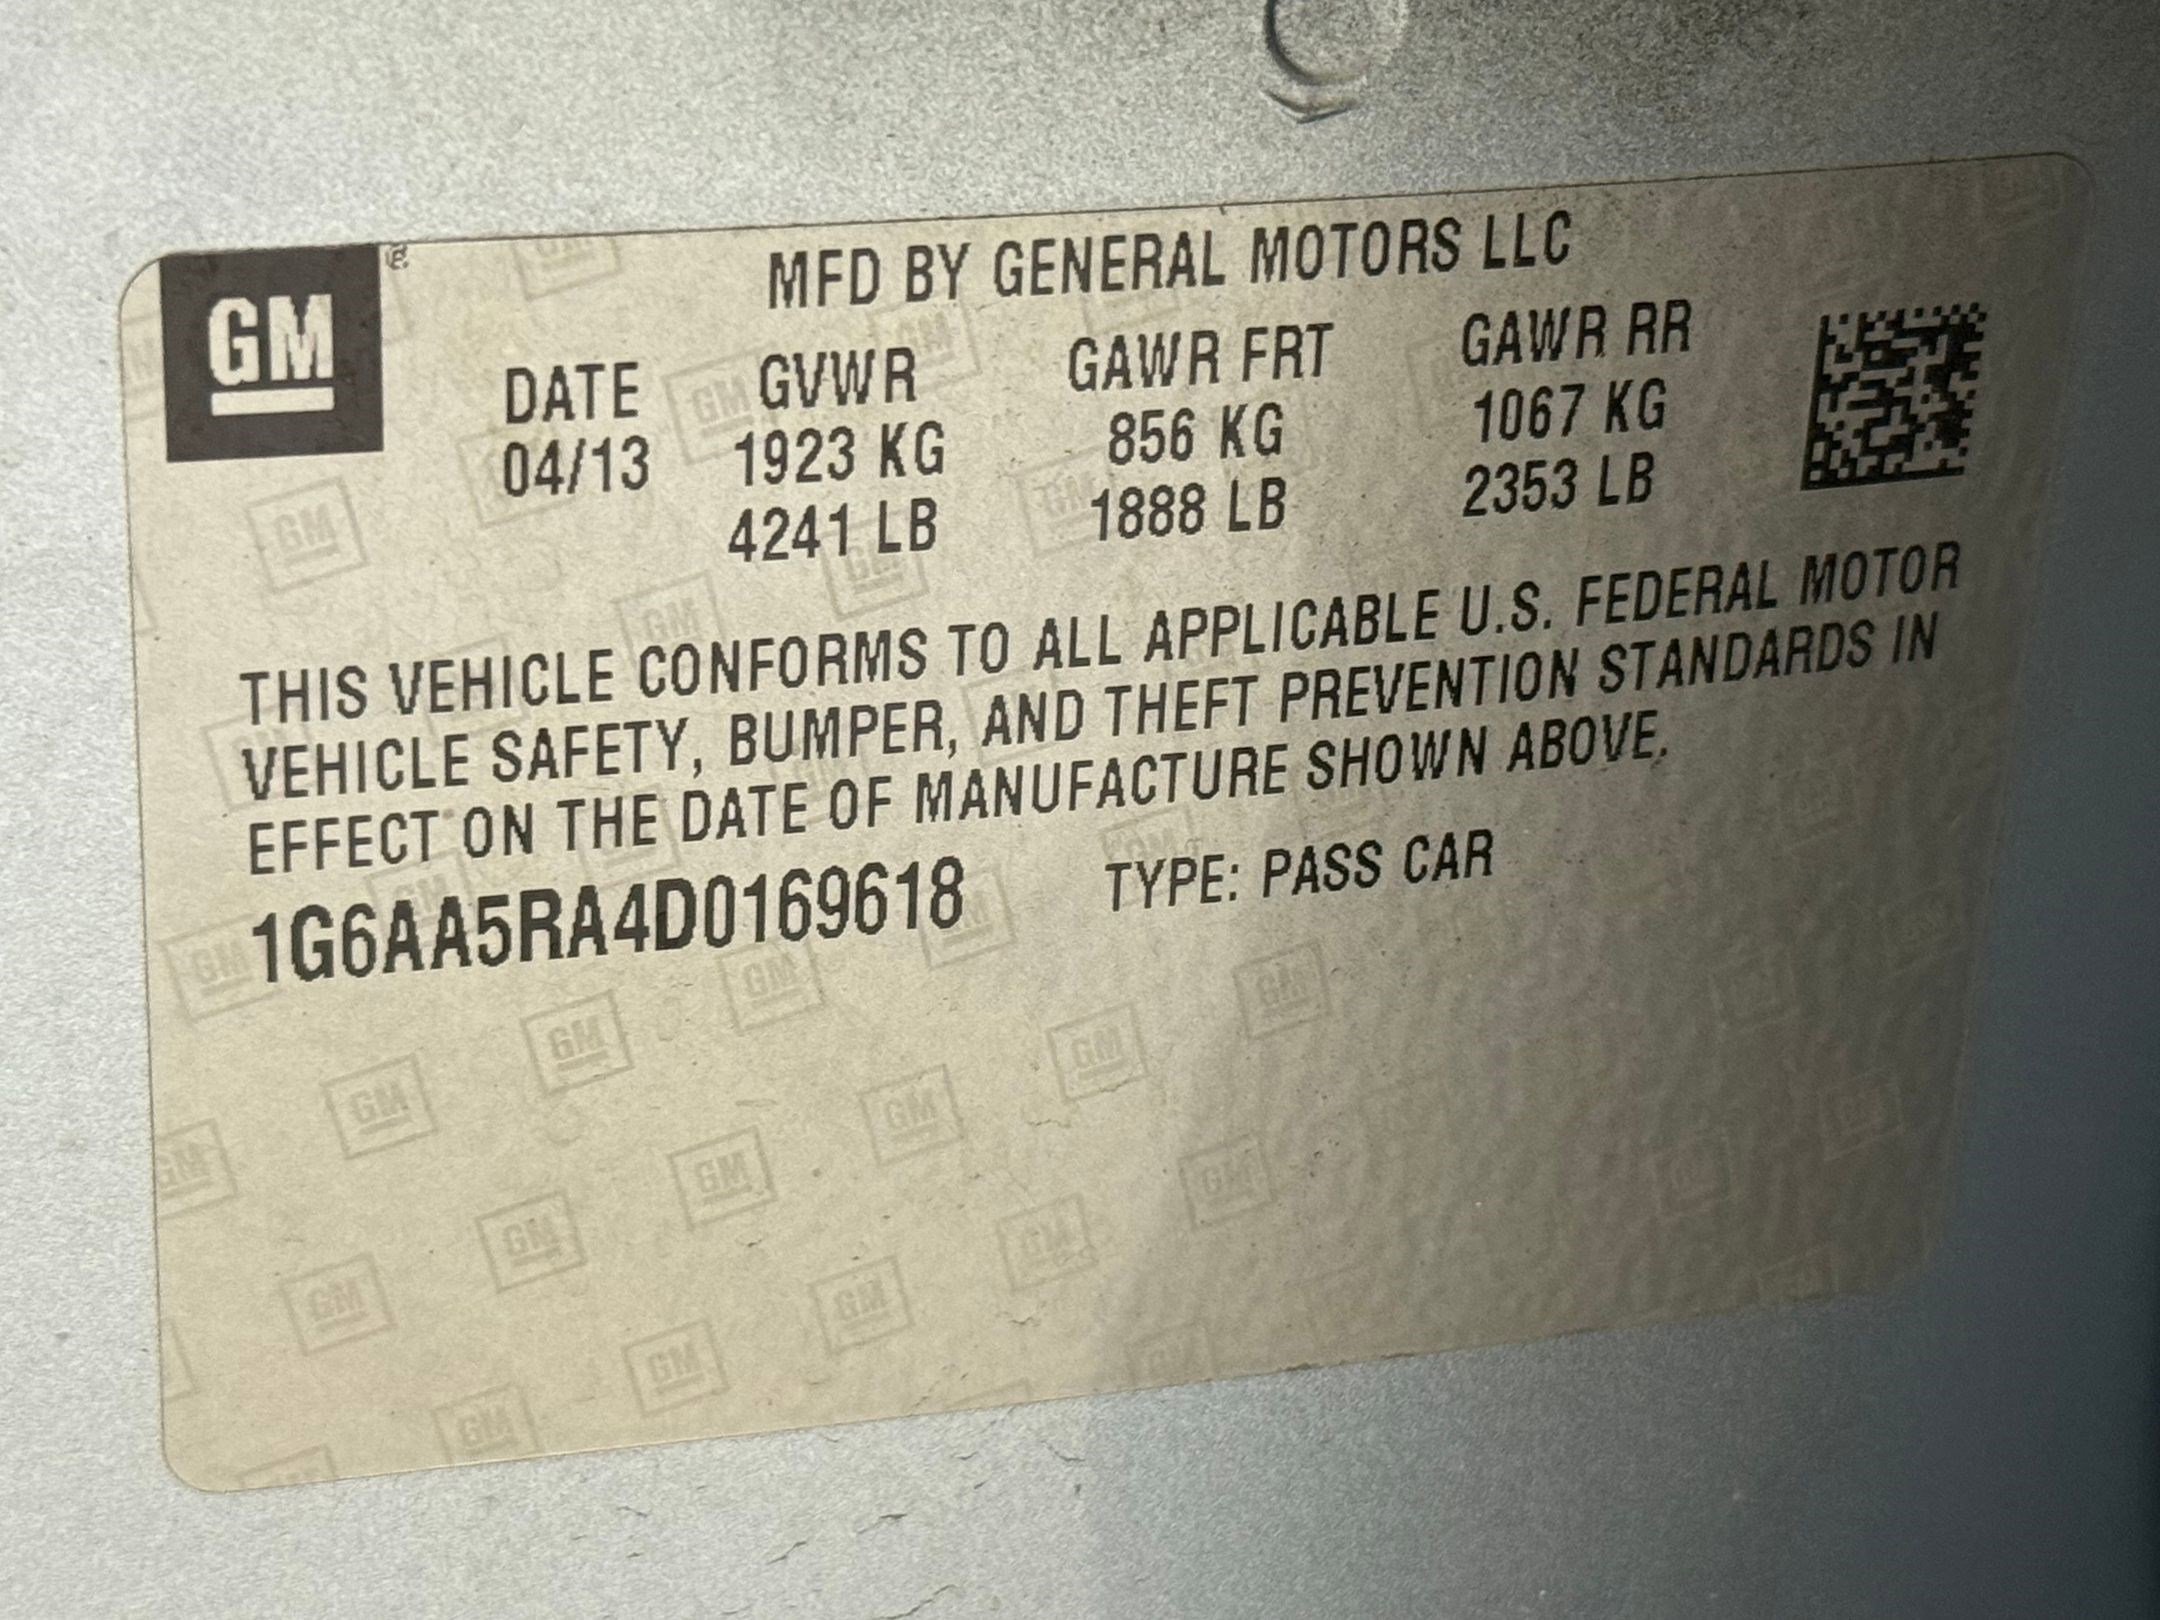 GM
MFD BY GENERAL MOTORS LLC
DATE GVWR GAWR FRT GAWR RR
04/13 1923 KG 856 KG 1067 KG
4241 LB 1888 LB 2353 LB
THIS VEHICLE CONFORMS TO ALL APPLICABLE U.S. FEDERAL MOTOR
VEHICLE SAFETY, BUMPER, AND THEFT PREVENTION STANDARDS IN
EFFECT ON THE DATE OF MANUFACTURE SHOWN ABOVE.
1G6AA5RA4D0169618 TYPE: PASS CAR